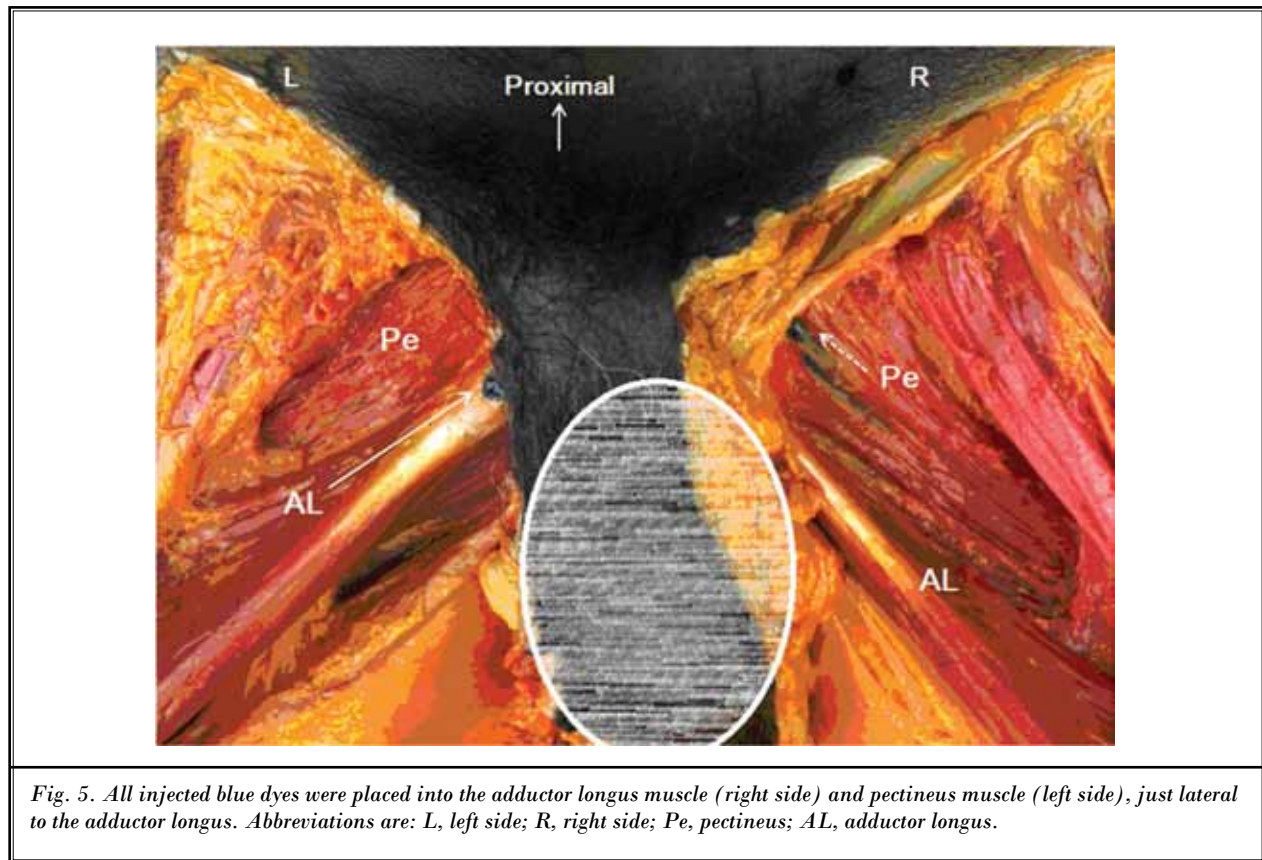 L
R
Proximal
Pe
Pe
AL
AL
Fig. 5. All injected blue dyes were placed into the adductor longus muscle (right side) and pectineus muscle (left side), just lateral
to the adductor longus. Abbreviations are: L, left side; R, right side; Pe, pectineus; AL, adductor longus.